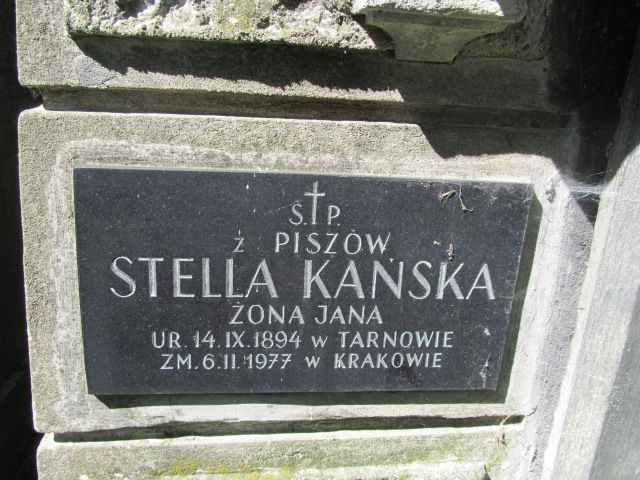 Ś.†P.
Z PISZÓW
STELLA KAŃSKA
ŻONA JANA
UR. 14.IX.1894 w TARNOWIE
ZM. 6.II.1977 w KRAKOWIE